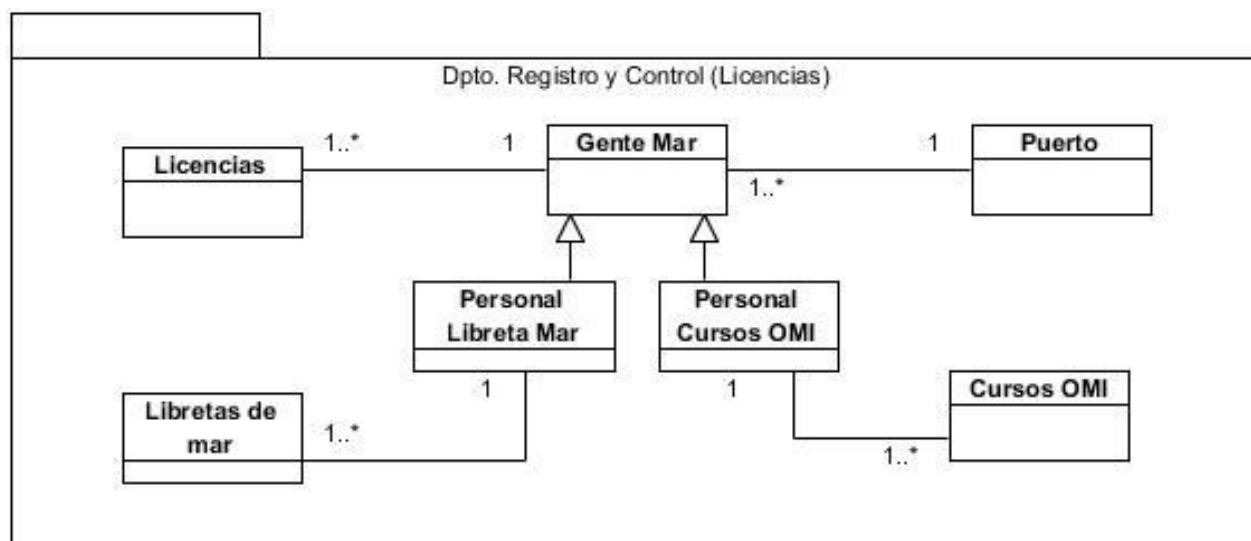 Dpto. Registro y Control (Licencias)
Licencias
1..*
1
Gente Mar
1..*
1
Puerto
Personal
Libreta Mar
Personal
Cursos OMI
1
1
Libretas de
mar
1..*
1..*
Cursos OMI